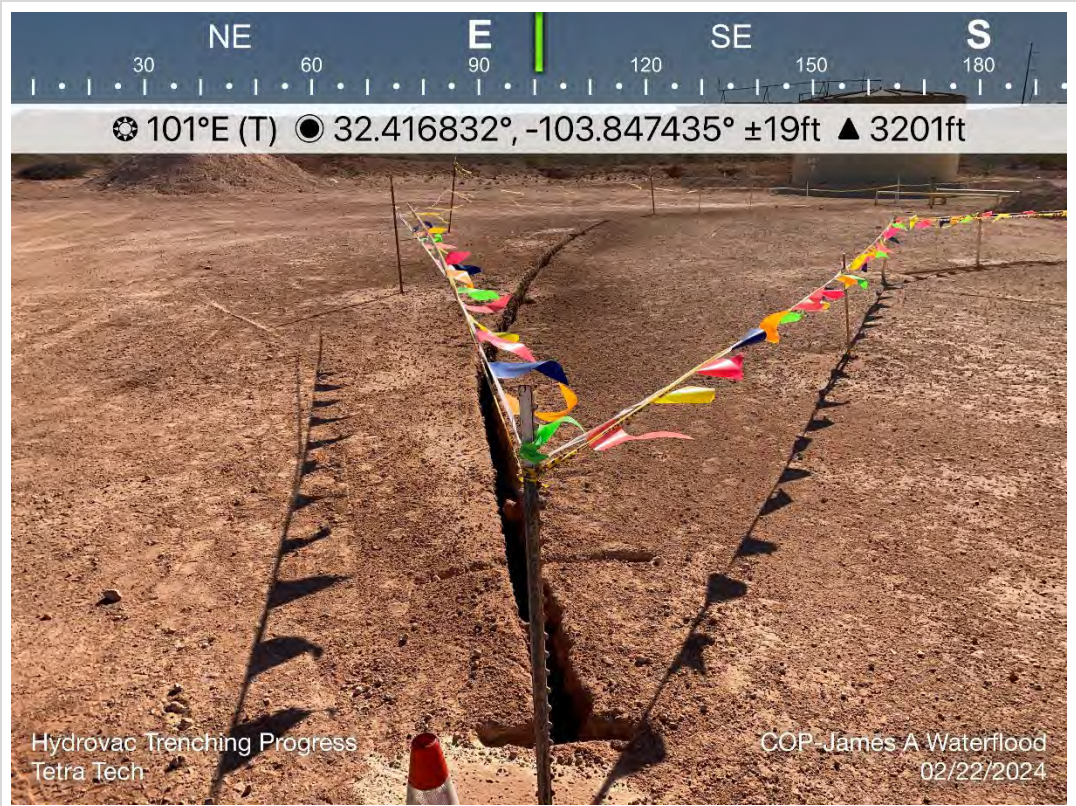 NE E SE S
30 60 90 120 150 180
101°E (T) 32.416832°, -103.847435° ±19ft ▲ 3201ft
Hydrovac Trenching Progress
Tetra Tech
COP-James A Waterflood
02/22/2024